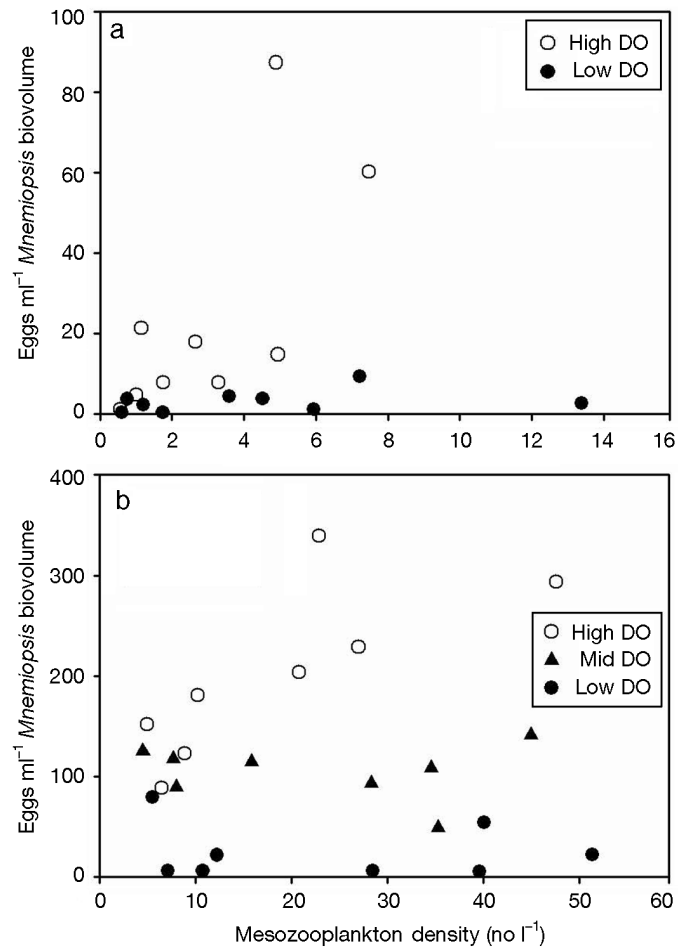 a
100
80
60
40
20
0
Eggs ml⁻¹ Mnemiopsis biovolume
High DO
Low DO
0 2 4 6 8 10 12 14 16
b
400
300
200
100
0
Eggs ml⁻¹ Mnemiopsis biovolume
High DO
Mid DO
Low DO
0 10 20 30 40 50 60
Mesozooplankton density (no l⁻¹)